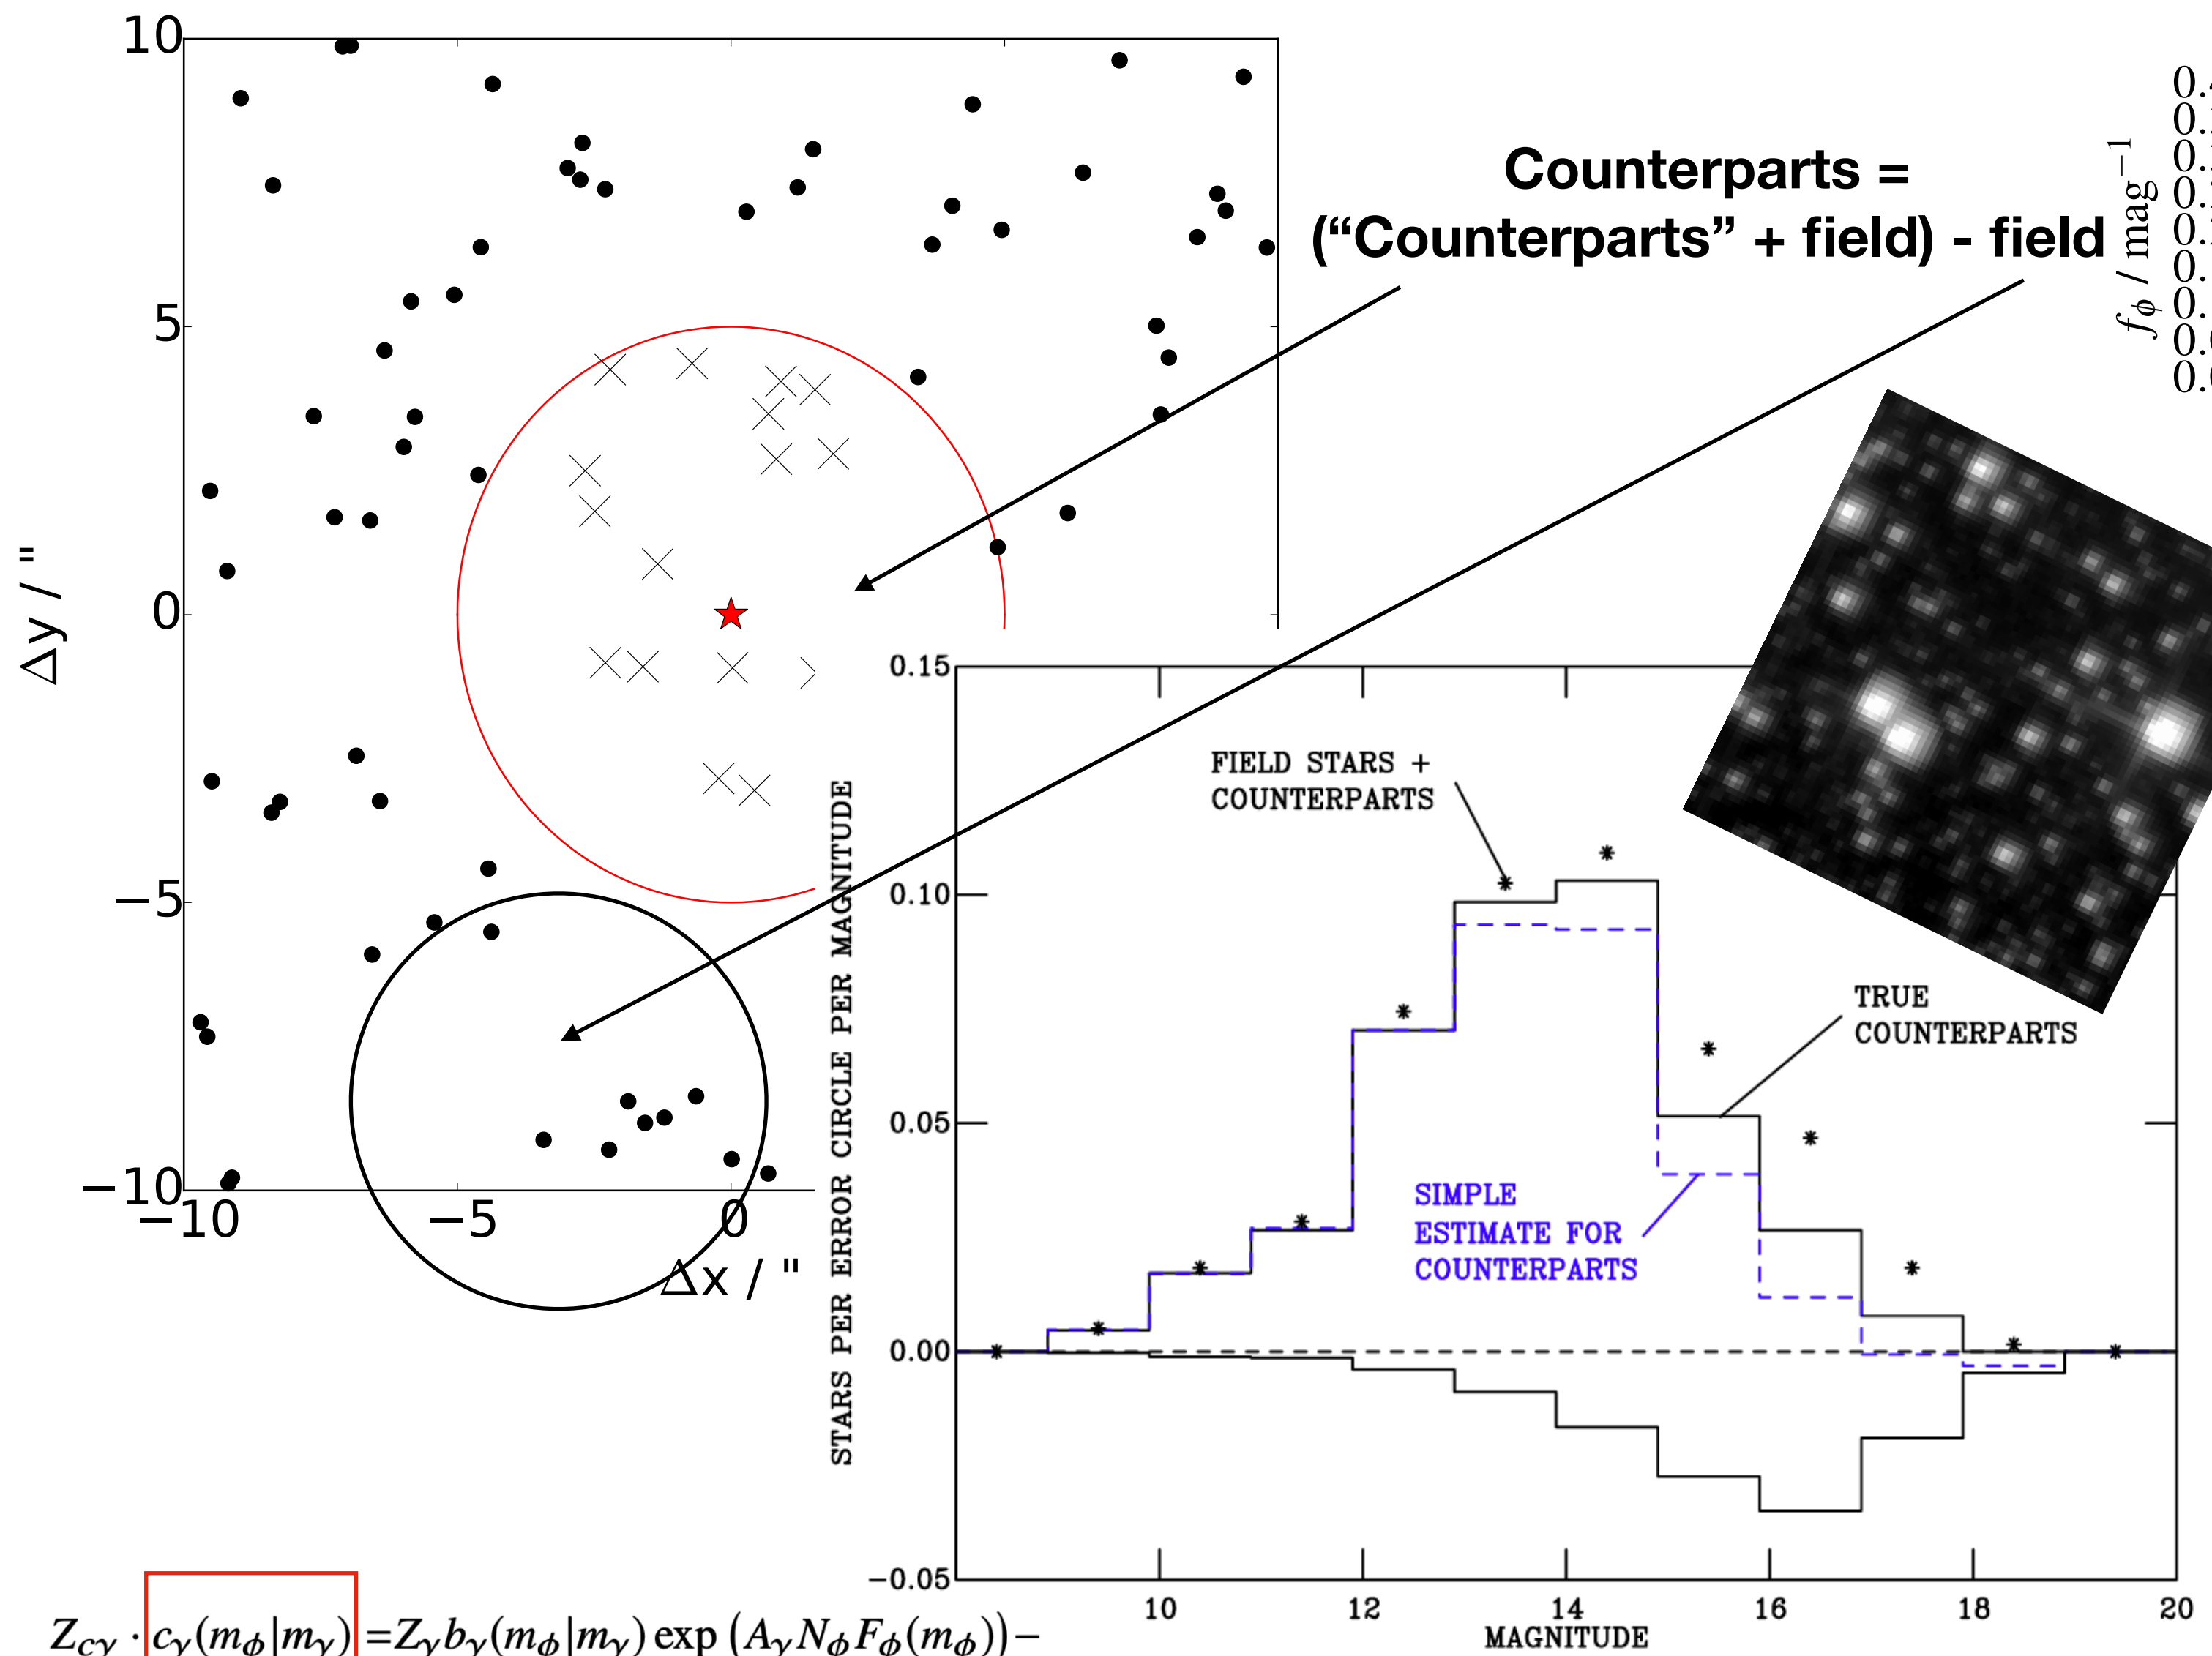 10
5
0
−5
−10
Δy / "
−10
−5
0
Δx / "
Counterparts =
(“Counterparts” + field) - field
fϕ / mag⁻¹
0.15
0.10
0.05
0.00
−0.05
STARS PER ERROR CIRCLE PER MAGNITUDE
FIELD STARS +
COUNTERPARTS
TRUE
COUNTERPARTS
SIMPLE
ESTIMATE FOR
COUNTERPARTS
10 12 14 16 18 20
MAGNITUDE
Z_{cγ} · c_γ(m_ϕ|m_γ) = Z_γ b_γ(m_ϕ|m_γ) exp (A_γ N_ϕ F_ϕ(m_ϕ)) −